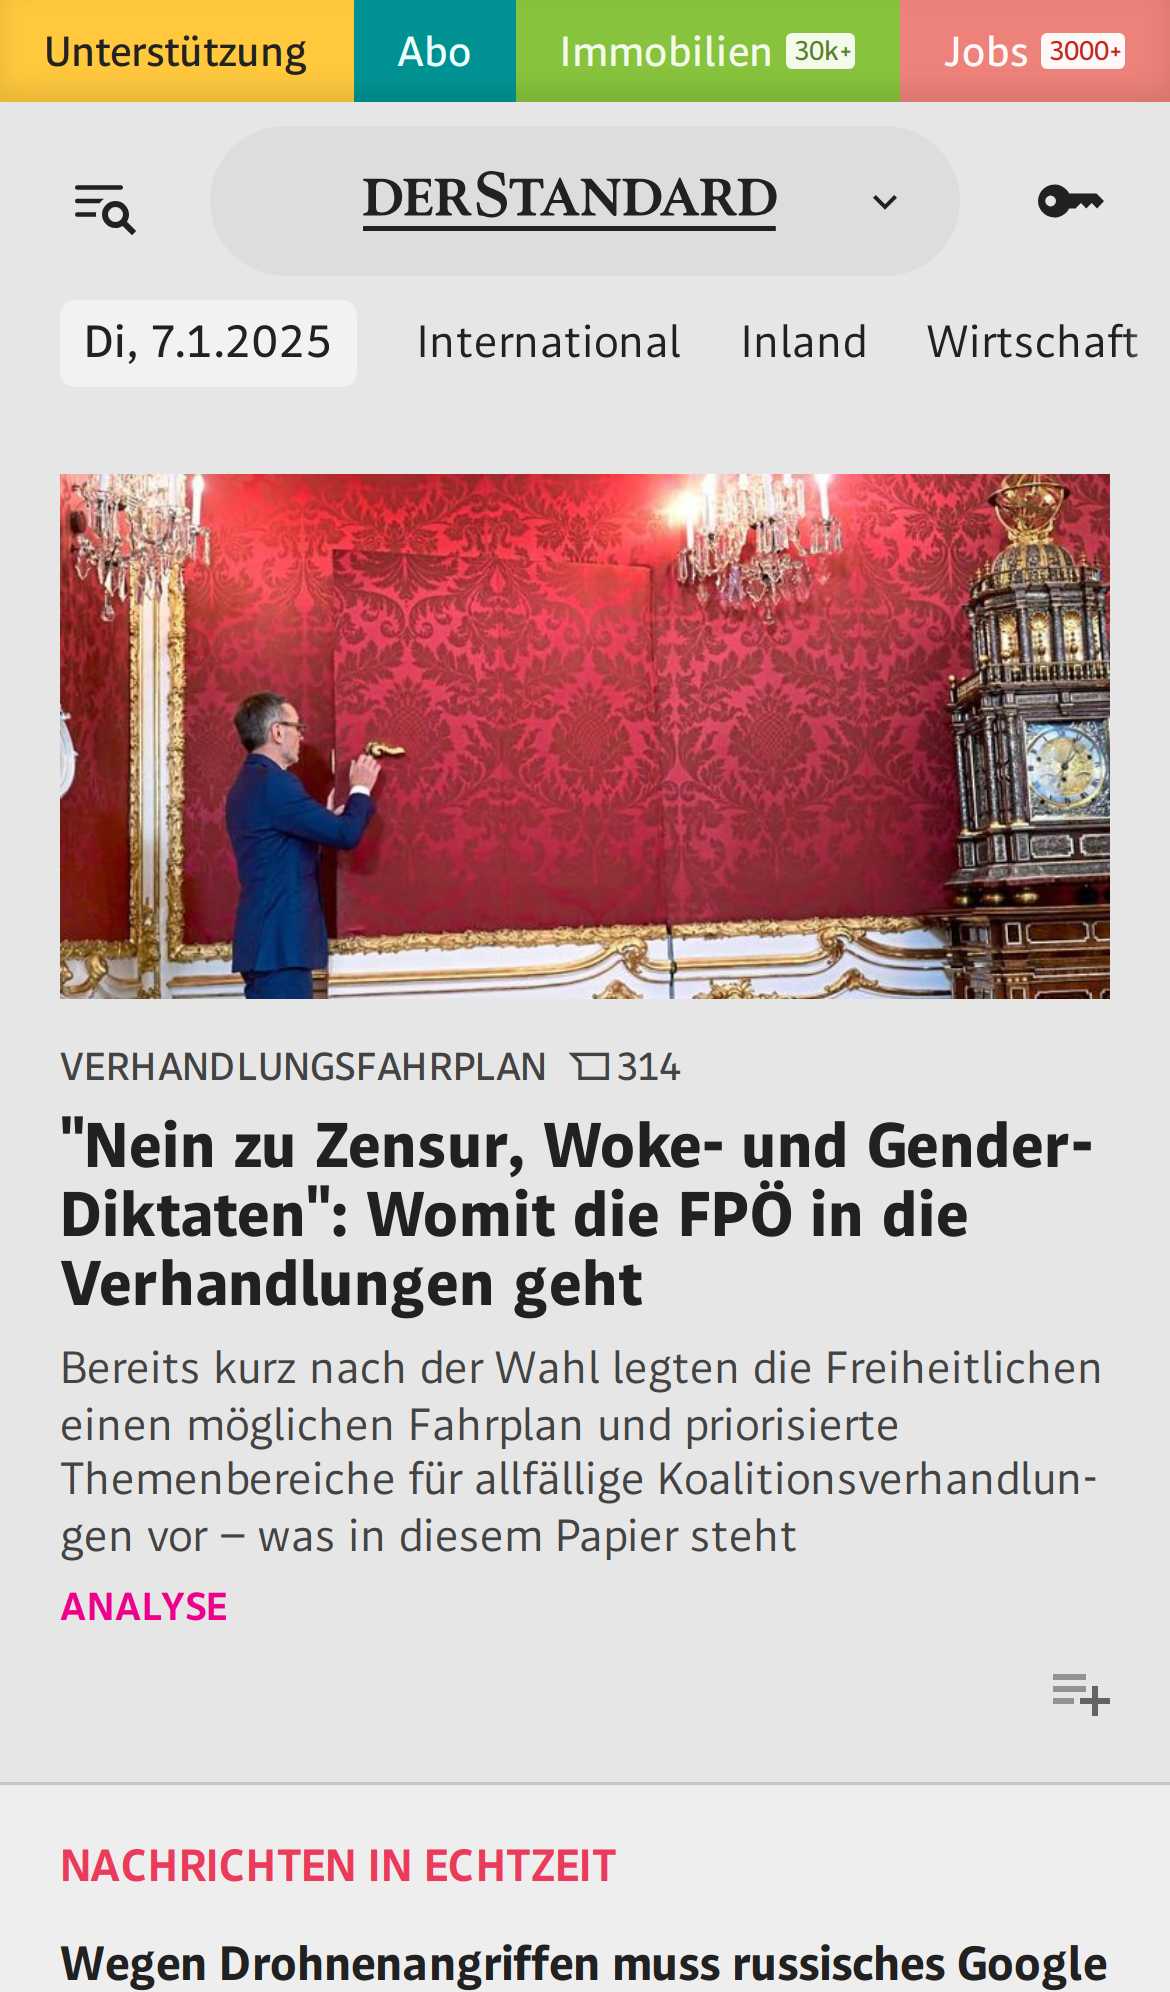 Unterstützung Abo Immobilien 30k+ Jobs 3000+
DERSTANDARD
Di, 7.1.2025 International Inland Wirtschaft
VERHANDLUNGSFAHRPLAN 314
"Nein zu Zensur, Woke- und Gender-
Diktaten": Womit die FPÖ in die
Verhandlungen geht
Bereits kurz nach der Wahl legten die Freiheitlichen
einen möglichen Fahrplan und priorisierte
Themenbereiche für allfällige Koalitionsverhandlun-
gen vor – was in diesem Papier steht
ANALYSE
NACHRICHTEN IN ECHTZEIT
Wegen Drohnenangriffen muss russisches Google